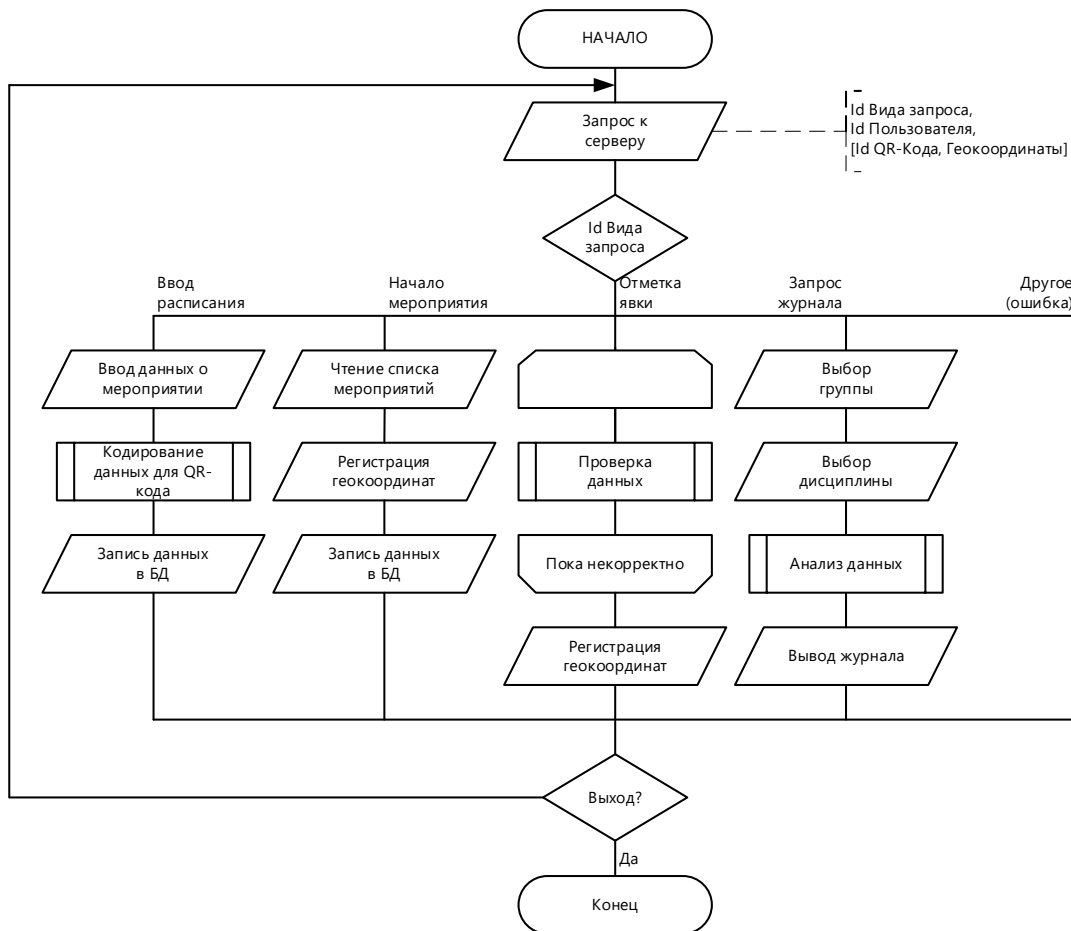 НАЧАЛО
Запрос к
серверу
Id Вида запроса,
Id Пользователя,
[Id QR-Кода, Геокоординаты]
Id Вида
запроса
Ввод
расписания
Начало
мероприятия
Отметка
явки
Запрос
журнала
Другое
(ошибка)
Ввод данных о
мероприятии
Чтение списка
мероприятий
Выбор
группы
Кодирование
данных для QR-
кода
Регистрация
геокоординат
Проверка
данных
Выбор
дисциплины
Запись данных
в БД
Запись данных
в БД
Пока некорректно
Анализ данных
Регистрация
геокоординат
Вывод журнала
Выход?
Да
Конец